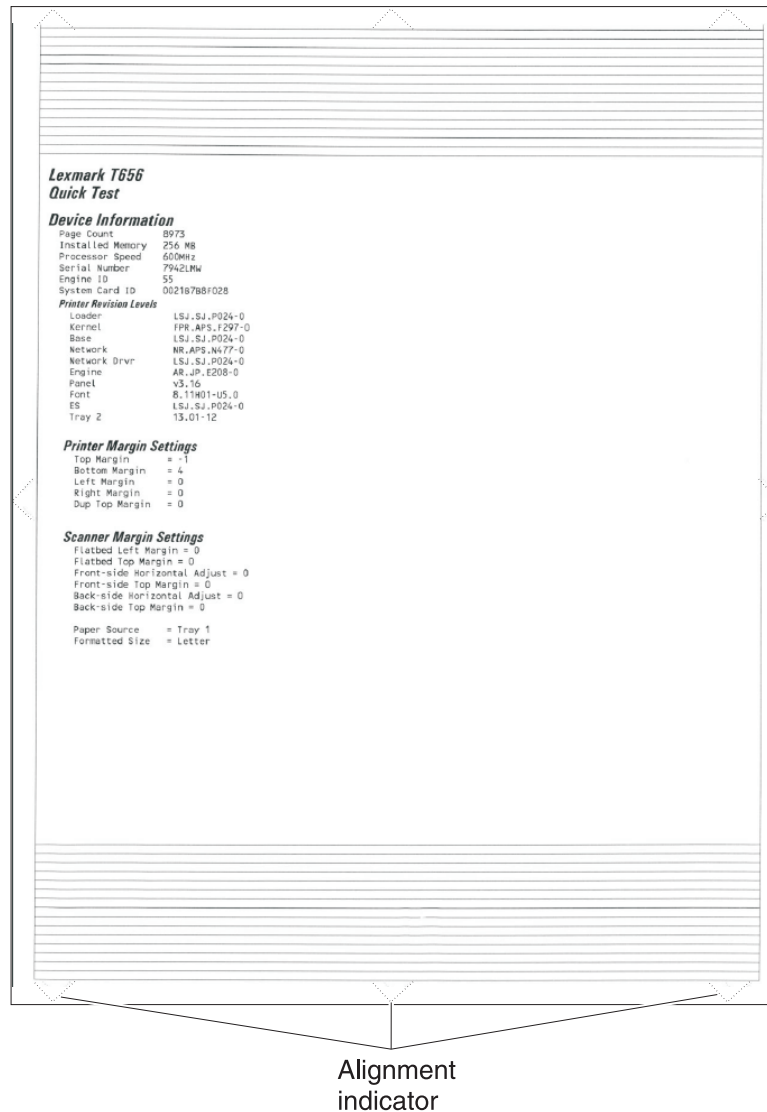 Lexmark T656
Quick Test
Device Information
Page Count 8973
Installed Memory 256 MB
Processor Speed 600MHz
Serial Number 7942LMW
Engine ID 55
System Card ID 002187B8F028
Printer Revision Levels
Loader LSJ.SJ.P024-0
Kernel FPR.APS.F297-0
Base LSJ.SJ.P024-0
Network NR.APS.N477-0
Network Drvr LSJ.SJ.P024-0
Engine AR.JP.E208-0
Panel v3.16
Font 8.11H01-U5.0
ES LSJ.SJ.P024-0
Tray 2 13.01-12
Printer Margin Settings
Top Margin = -1
Bottom Margin = 4
Left Margin = 0
Right Margin = 0
Dup Top Margin = 0
Scanner Margin Settings
Flatbed Left Margin = 0
Flatbed Top Margin = 0
Front-side Horizontal Adjust = 0
Front-side Top Margin = 0
Back-side Horizontal Adjust = 0
Back-side Top Margin = 0
Paper Source = Tray 1
Formatted Size = Letter
Alignment
indicator